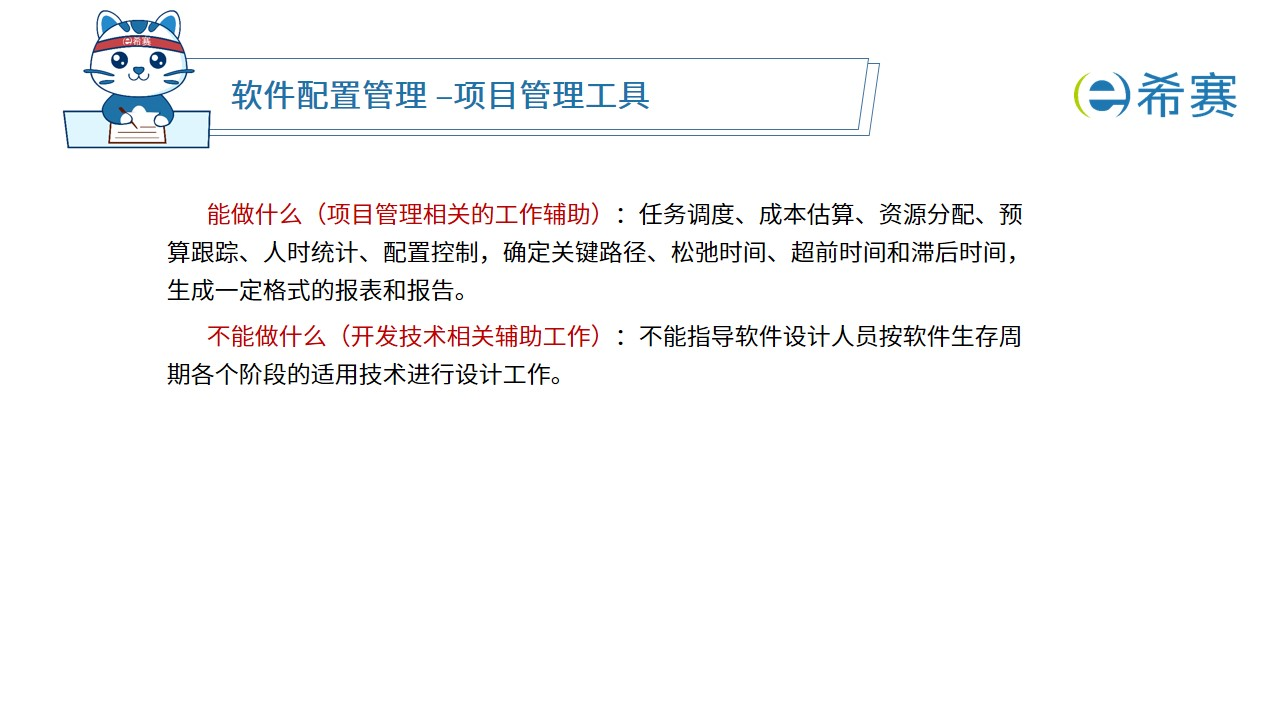 希赛
软件配置管理 –项目管理工具
希赛
能做什么（项目管理相关的工作辅助）：任务调度、成本估算、资源分配、预
算跟踪、人时统计、配置控制，确定关键路径、松弛时间、超前时间和滞后时间，
生成一定格式的报表和报告。
不能做什么（开发技术相关辅助工作）：不能指导软件设计人员按软件生存周
期各个阶段的适用技术进行设计工作。